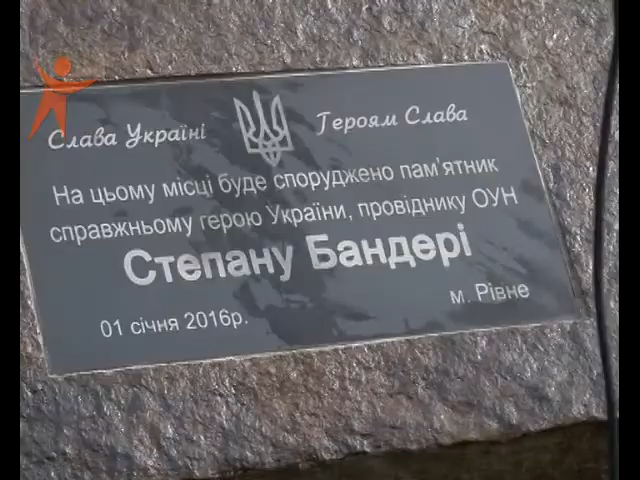 Слава Україні Героям Слава
На цьому місці буде споруджено пам'ятник
справжньому герою України, провіднику ОУН
Степану Бандері
м. Рівне
01 січня 2016р.